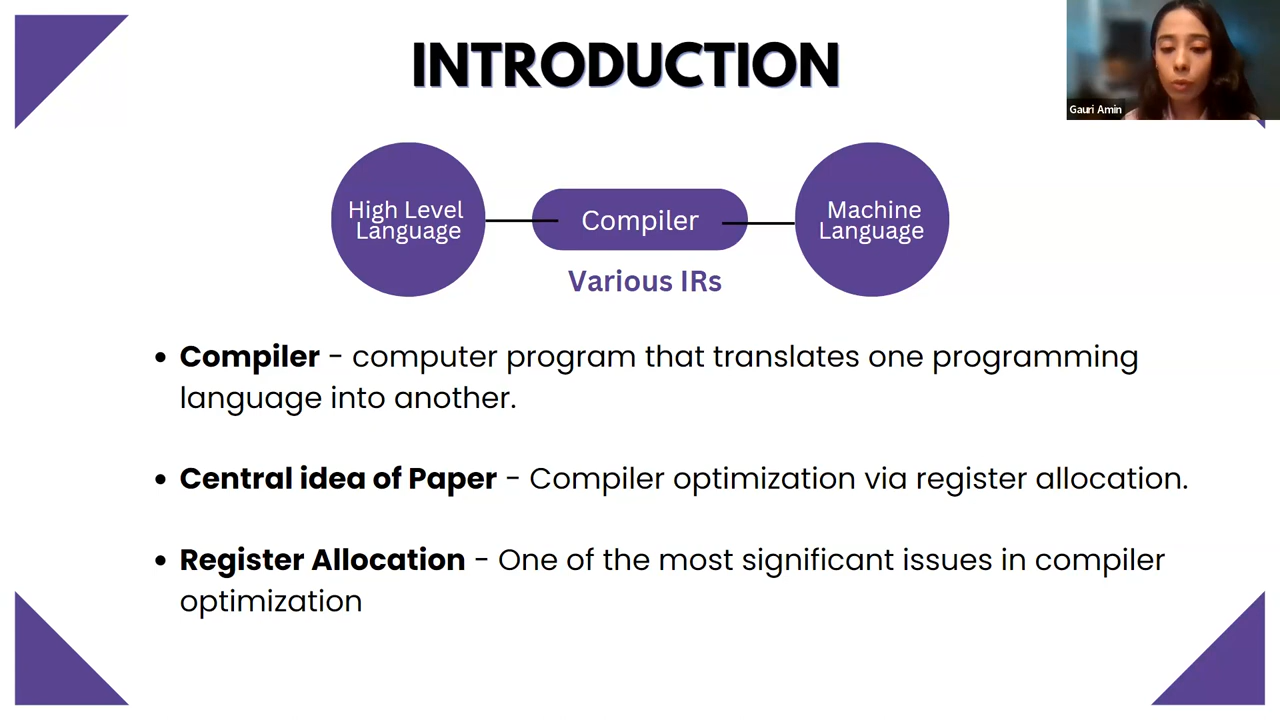 INTRODUCTION
Gauri Amin
High Level
Language
Compiler
Machine
Language
Various IRs
• Compiler - computer program that translates one programming
language into another.
• Central idea of Paper - Compiler optimization via register allocation.
• Register Allocation - One of the most significant issues in compiler
optimization